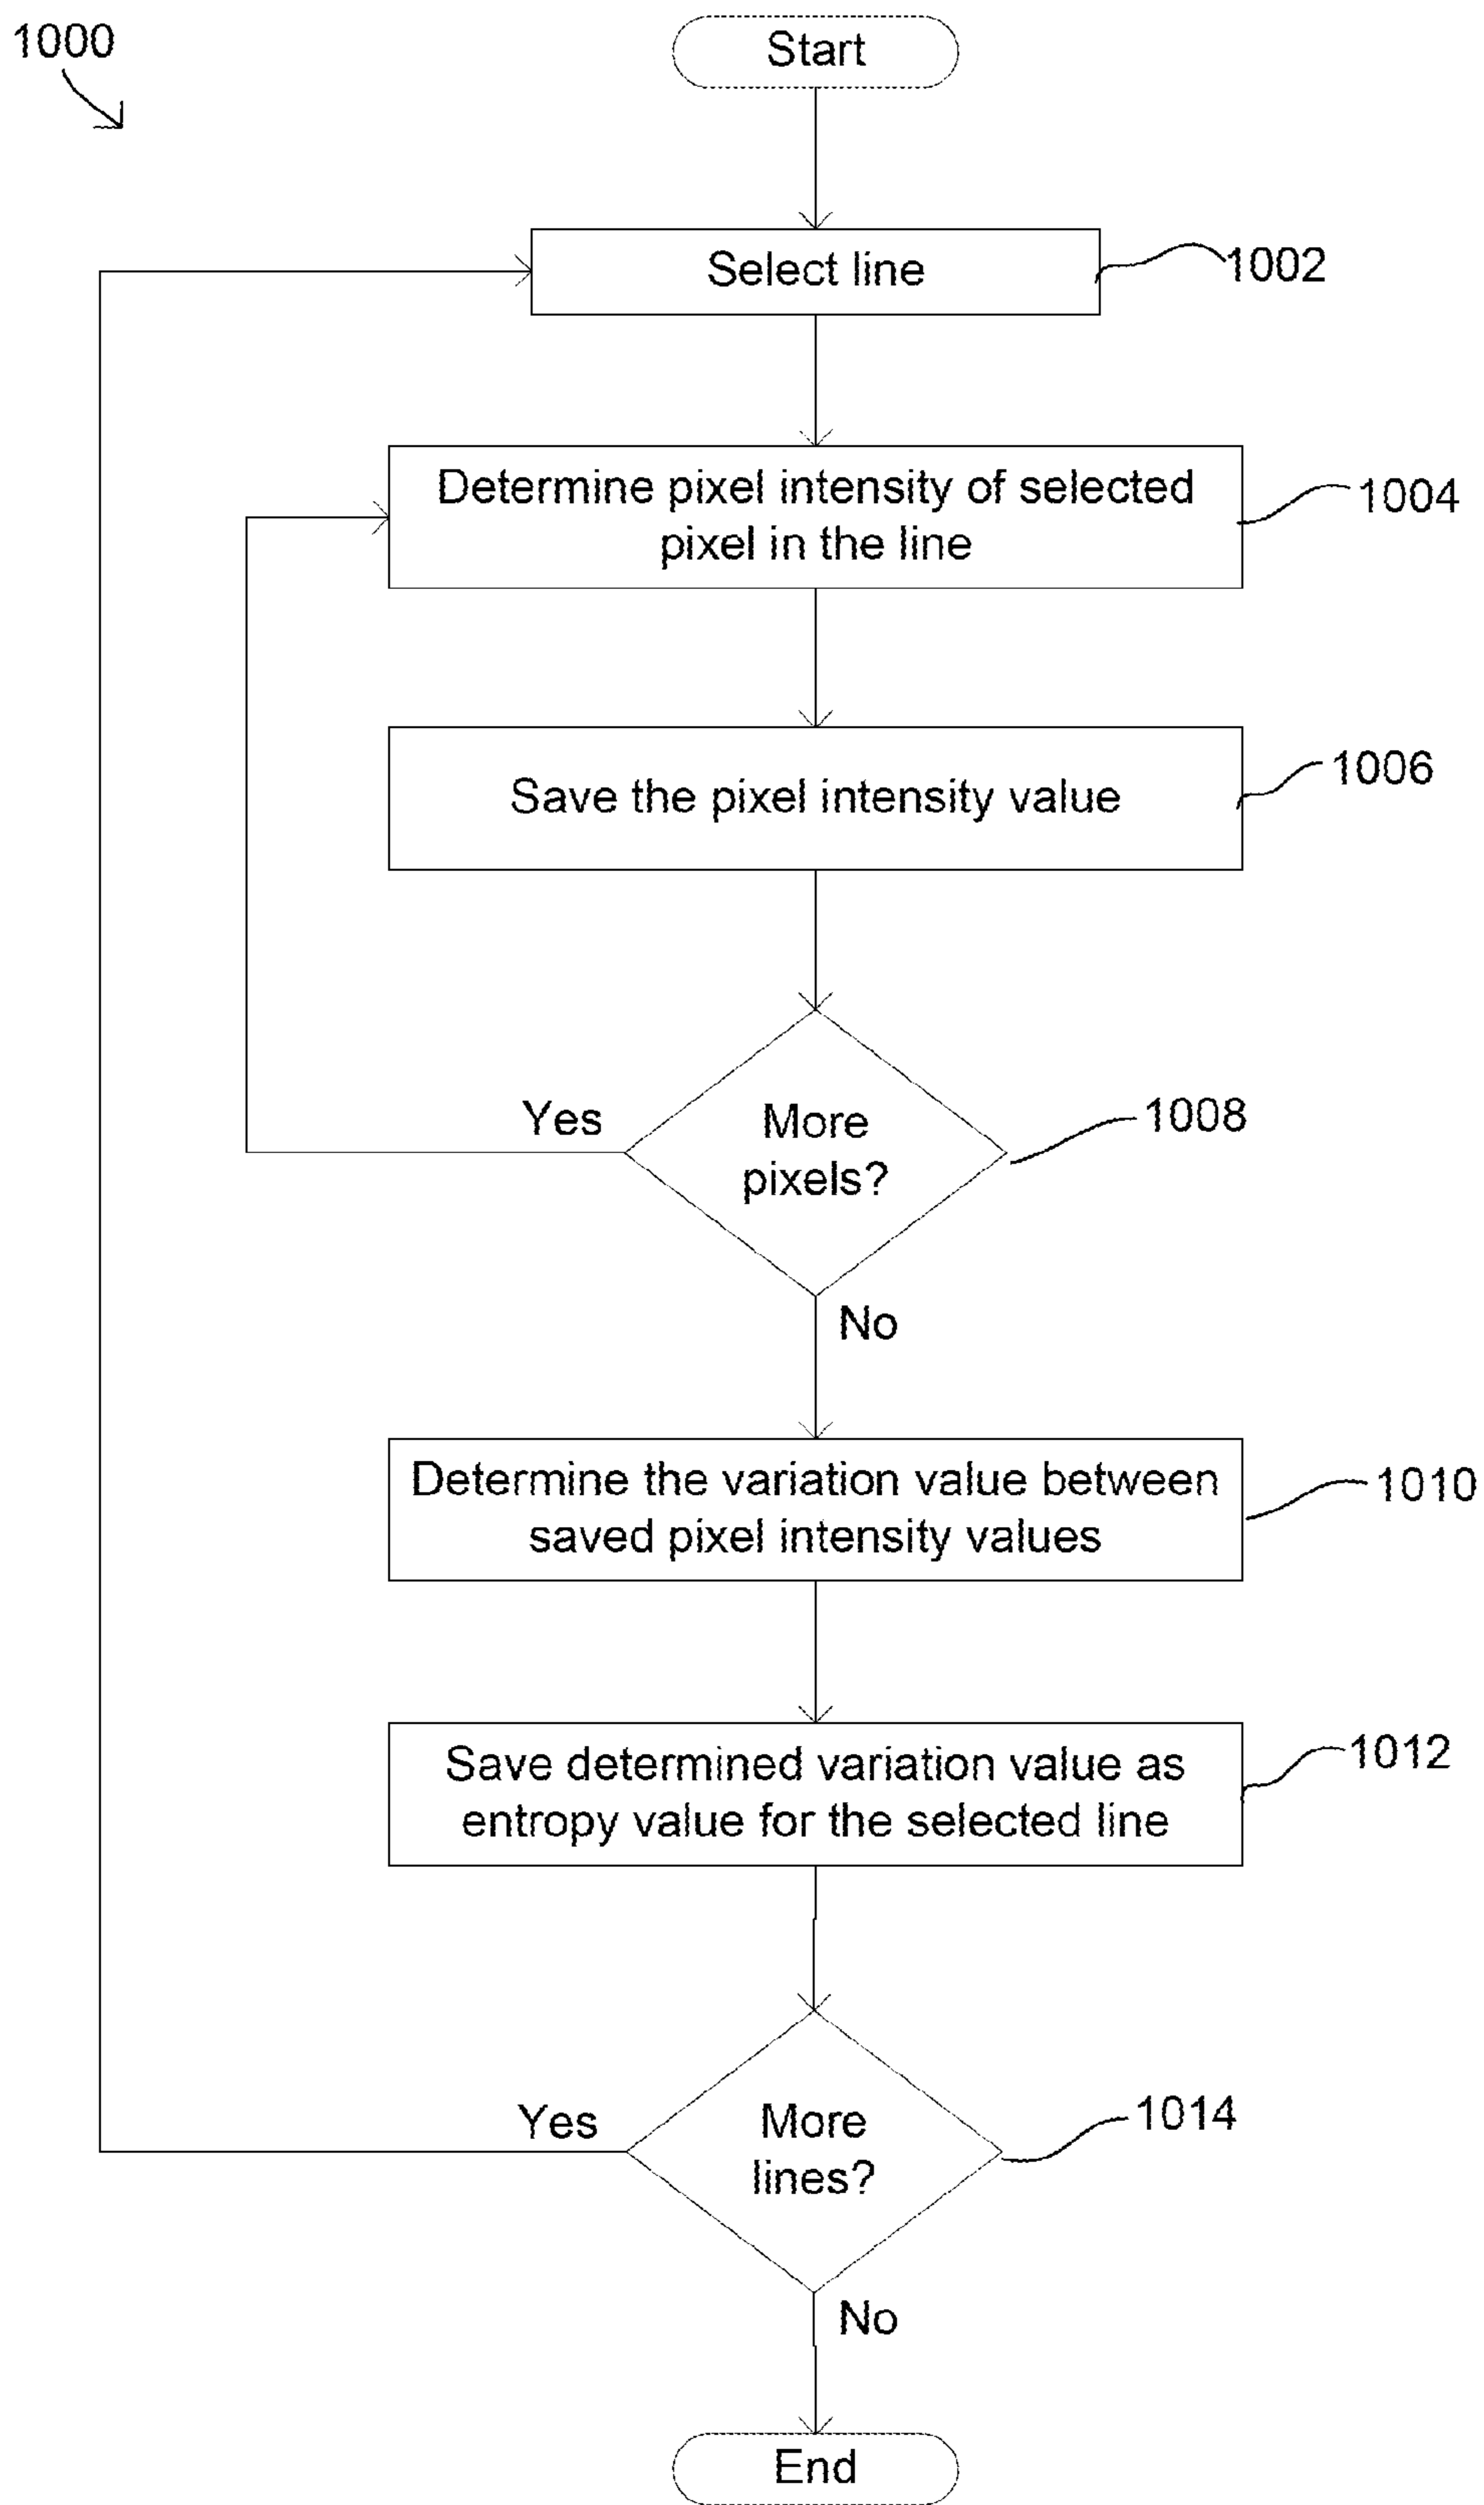 1000
Start
Select line
1002
Determine pixel intensity of selected
pixel in the line
1004
Save the pixel intensity value
1006
Yes
More
pixels?
1008
No
Determine the variation value between
saved pixel intensity values
1010
Save determined variation value as
entropy value for the selected line
1012
Yes
More
lines?
1014
No
End